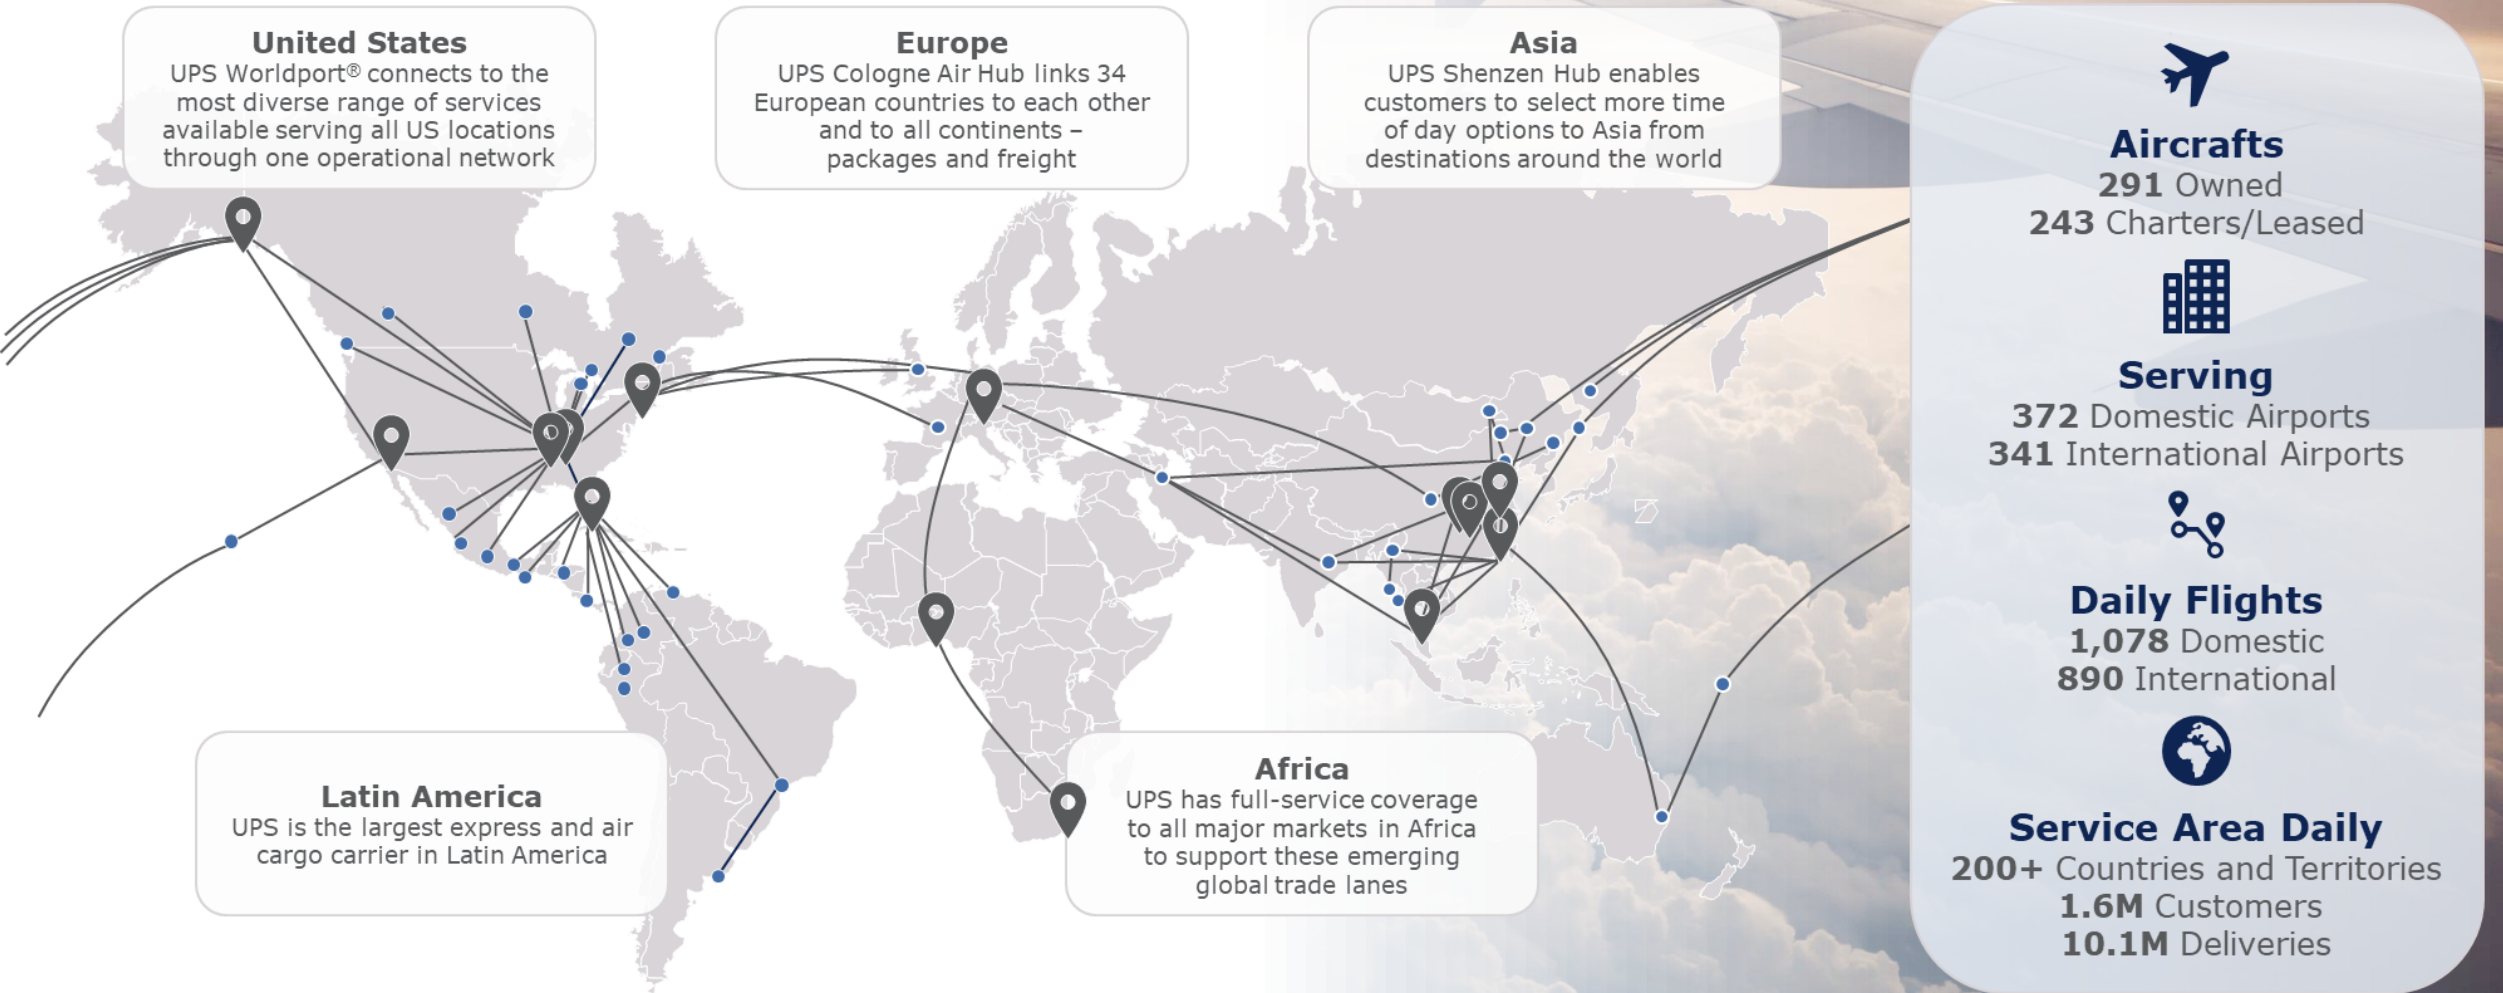 United States
UPS Worldport® connects to the
most diverse range of services
available serving all US locations
through one operational network
Europe
UPS Cologne Air Hub links 34
European countries to each other
and to all continents –
packages and freight
Asia
UPS Shenzen Hub enables
customers to select more time
of day options to Asia from
destinations around the world
Latin America
UPS is the largest express and air
cargo carrier in Latin America
Africa
UPS has full-service coverage
to all major markets in Africa
to support these emerging
global trade lanes
Aircrafts
291 Owned
243 Charters/Leased
Serving
372 Domestic Airports
341 International Airports
Daily Flights
1,078 Domestic
890 International
Service Area Daily
200+ Countries and Territories
1.6M Customers
10.1M Deliveries